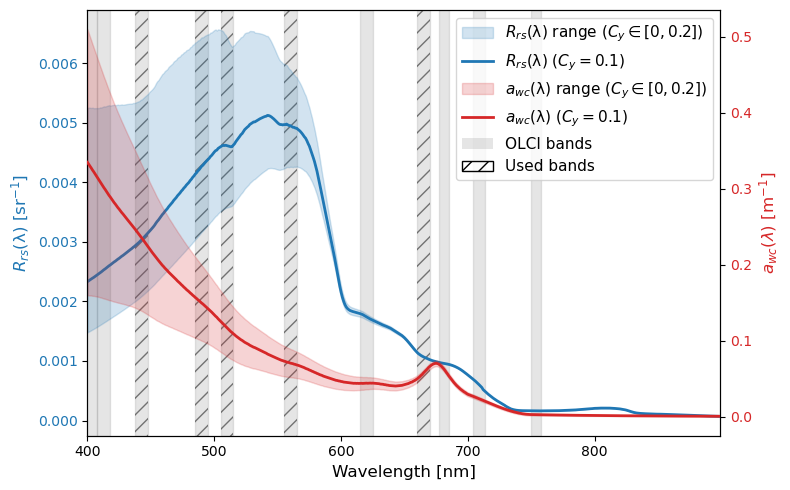 R_rs(λ) range (C_y ∈ [0, 0.2])
R_rs(λ) (C_y = 0.1)
a_wc(λ) range (C_y ∈ [0, 0.2])
a_wc(λ) (C_y = 0.1)
OLCI bands
Used bands
0.006
0.005
0.004
0.003
0.002
0.001
0.000
R_rs(λ) [sr⁻¹]
0.5
0.4
0.3
0.2
0.1
0.0
a_wc(λ) [m⁻¹]
400 500 600 700 800
Wavelength [nm]